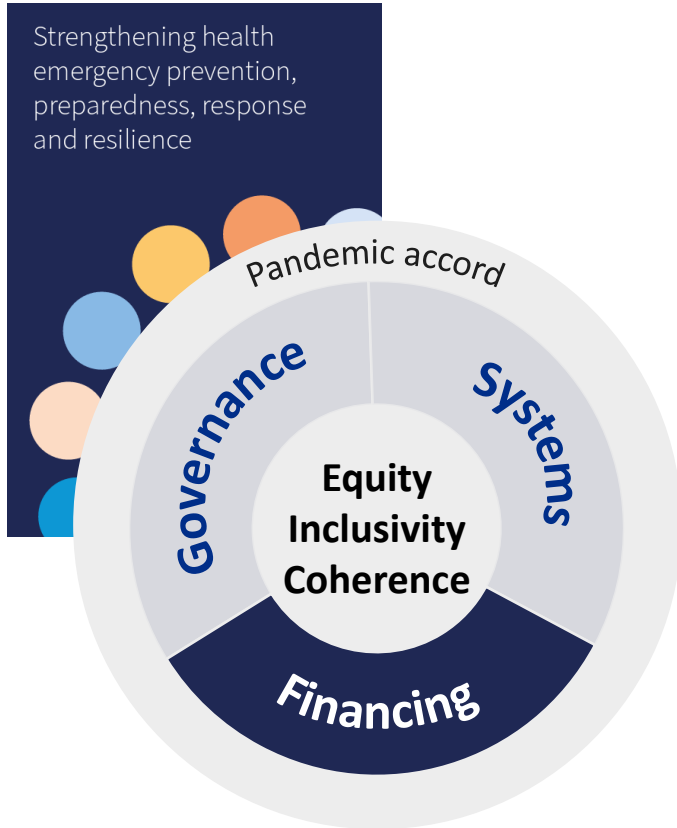 Strengthening health
emergency prevention,
preparedness, response
and resilience
Pandemic accord
Governance
Systems
Equity
Inclusivity
Coherence
Financing